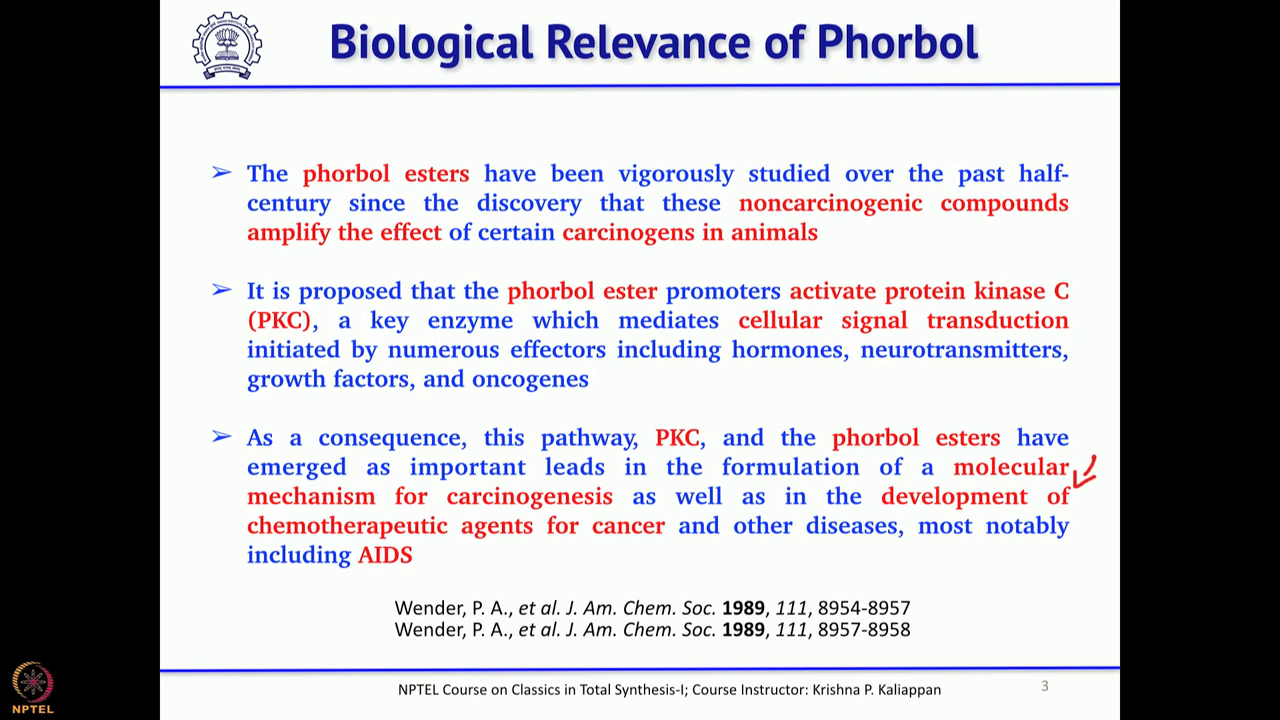 Biological Relevance of Phorbol
➢ The phorbol esters have been vigorously studied over the past half-
century since the discovery that these noncarcinogenic compounds
amplify the effect of certain carcinogens in animals
➢ It is proposed that the phorbol ester promoters activate protein kinase C
(PKC), a key enzyme which mediates cellular signal transduction
initiated by numerous effectors including hormones, neurotransmitters,
growth factors, and oncogenes
➢ As a consequence, this pathway, PKC, and the phorbol esters have
emerged as important leads in the formulation of a molecular
mechanism for carcinogenesis as well as in the development of
chemotherapeutic agents for cancer and other diseases, most notably
including AIDS
Wender, P. A., et al. J. Am. Chem. Soc. 1989, 111, 8954-8957
Wender, P. A., et al. J. Am. Chem. Soc. 1989, 111, 8957-8958
NPTEL Course on Classics in Total Synthesis-I; Course Instructor: Krishna P. Kaliappan
3
NPTEL